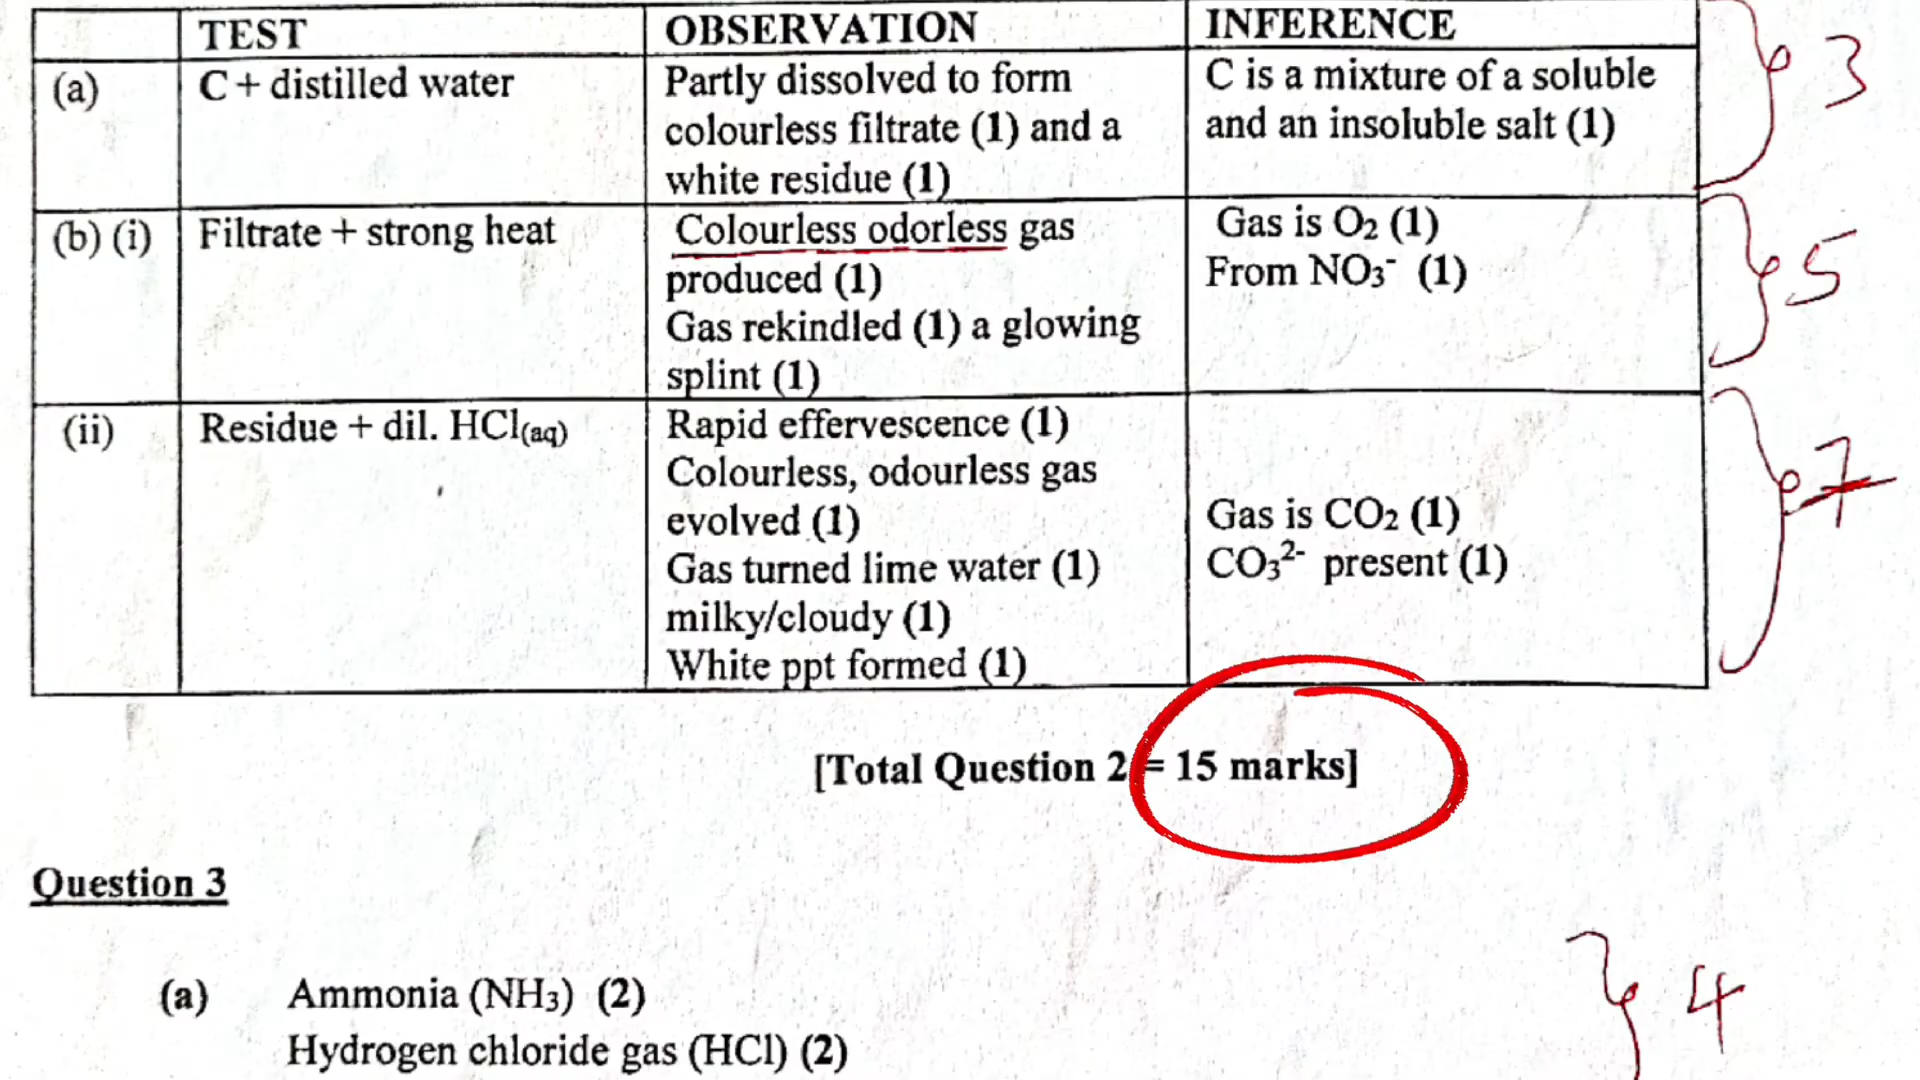 TEST OBSERVATION INFERENCE
(a) C + distilled water Partly dissolved to form C is a mixture of a soluble 3
colourless filtrate (1) and a and an insoluble salt (1)
white residue (1)
(b) (i) Filtrate + strong heat Colourless odorless gas Gas is O₂ (1)
produced (1) From NO₃⁻ (1) 5
Gas rekindled (1) a glowing
splint (1)
(ii) Residue + dil. HCl(aq) Rapid effervescence (1)
Colourless, odourless gas
evolved (1) Gas is CO₂ (1) 7
Gas turned lime water (1) CO₃²⁻ present (1)
milky/cloudy (1)
White ppt formed (1)
[Total Question 2 = 15 marks]
Question 3
(a) Ammonia (NH₃) (2) 4
Hydrogen chloride gas (HCl) (2)